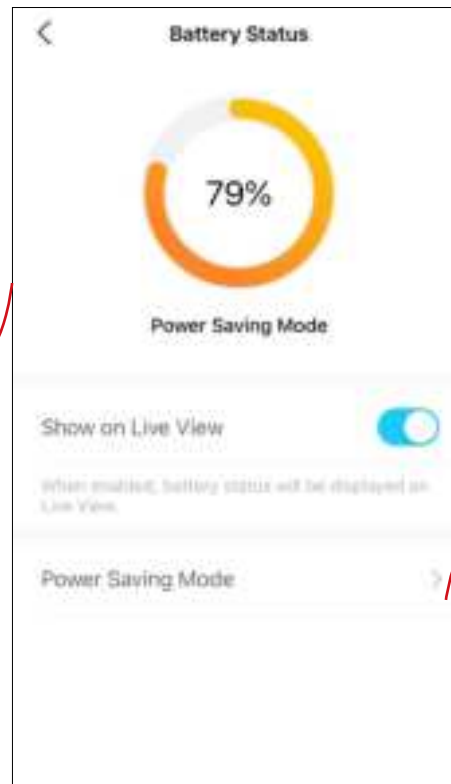 Battery Status
79%
Power Saving Mode
Show on Live View
When enabled, battery status will be displayed on
Live View.
Power Saving Mode